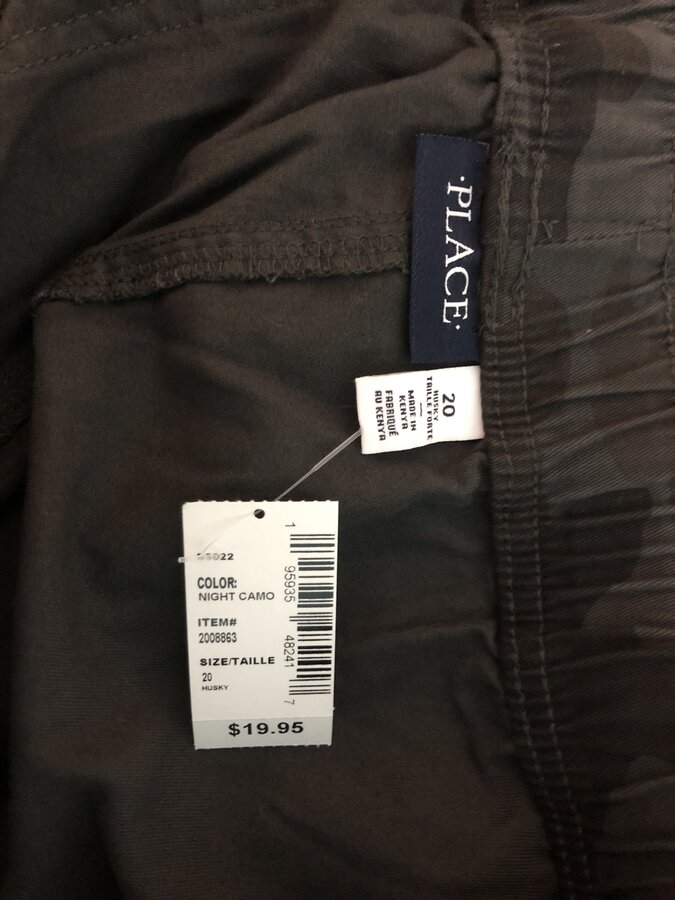 ·PLACE·
20
HUSKY
TAILLE FORTE
MADE IN
KENYA
FABRIQUÉ
AU KENYA
COLOR:
NIGHT CAMO
ITEM#
2008863
SIZE/TAILLE
20
HUSKY
$19.95
1 95935 48241 7